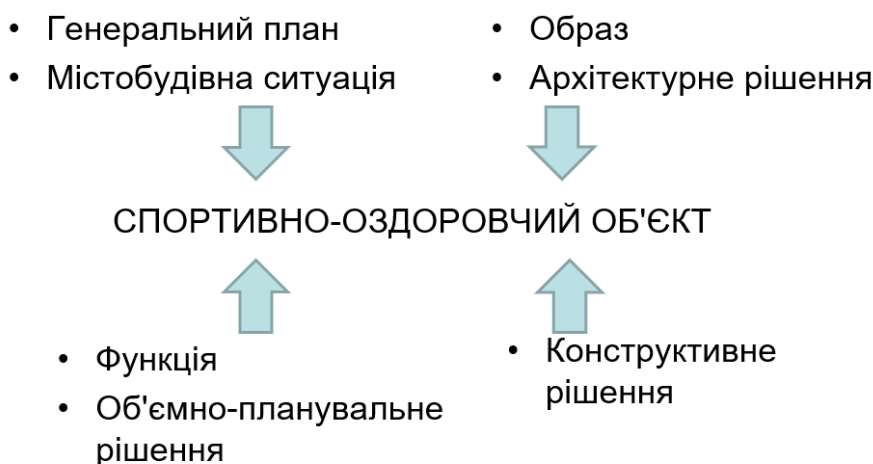 • Генеральний план
• Містобудівна ситуація
• Образ
• Архітектурне рішення
СПОРТИВНО-ОЗДОРОВЧИЙ ОБ'ЄКТ
• Функція
• Об'ємно-планувальне
рішення
• Конструктивне
рішення